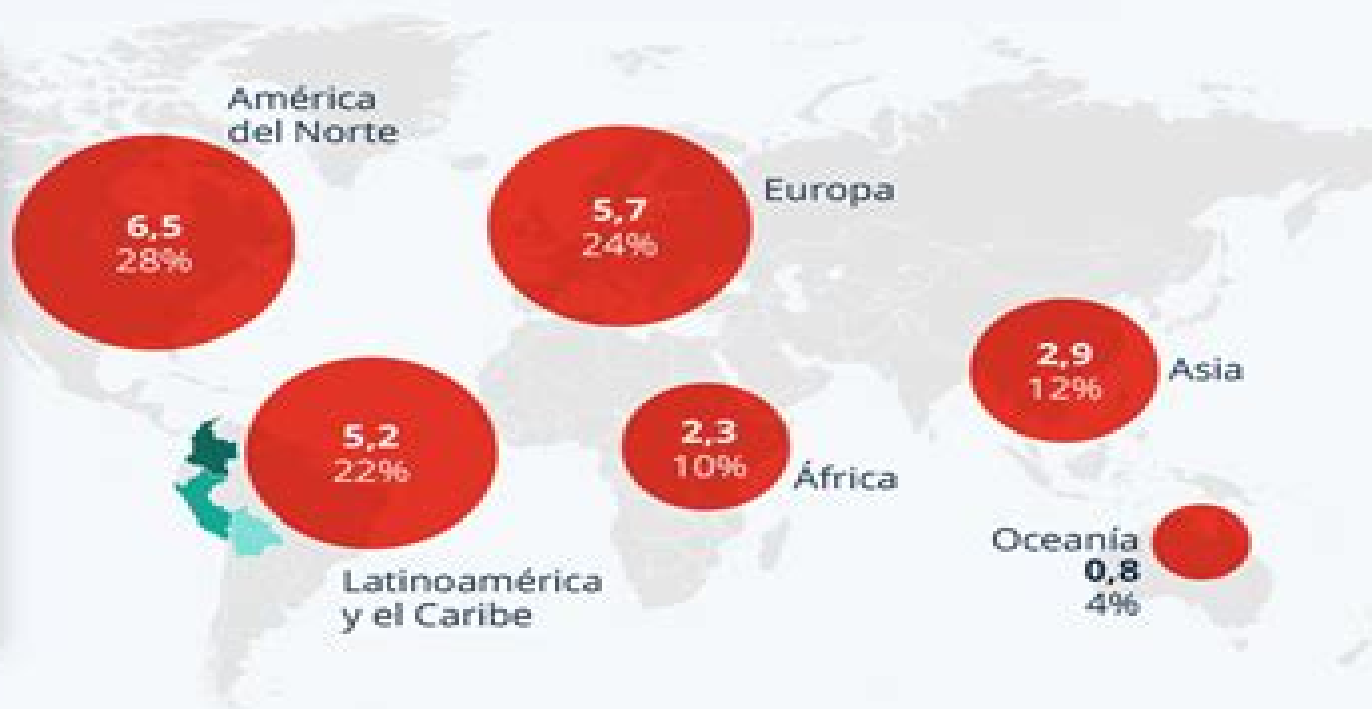 América
del Norte
6,5
28%
5,7
24%
Europa
2,9
12%
Asia
5,2
22%
2,3
10%
África
Latinoamérica
y el Caribe
Oceanía
0,8
4%